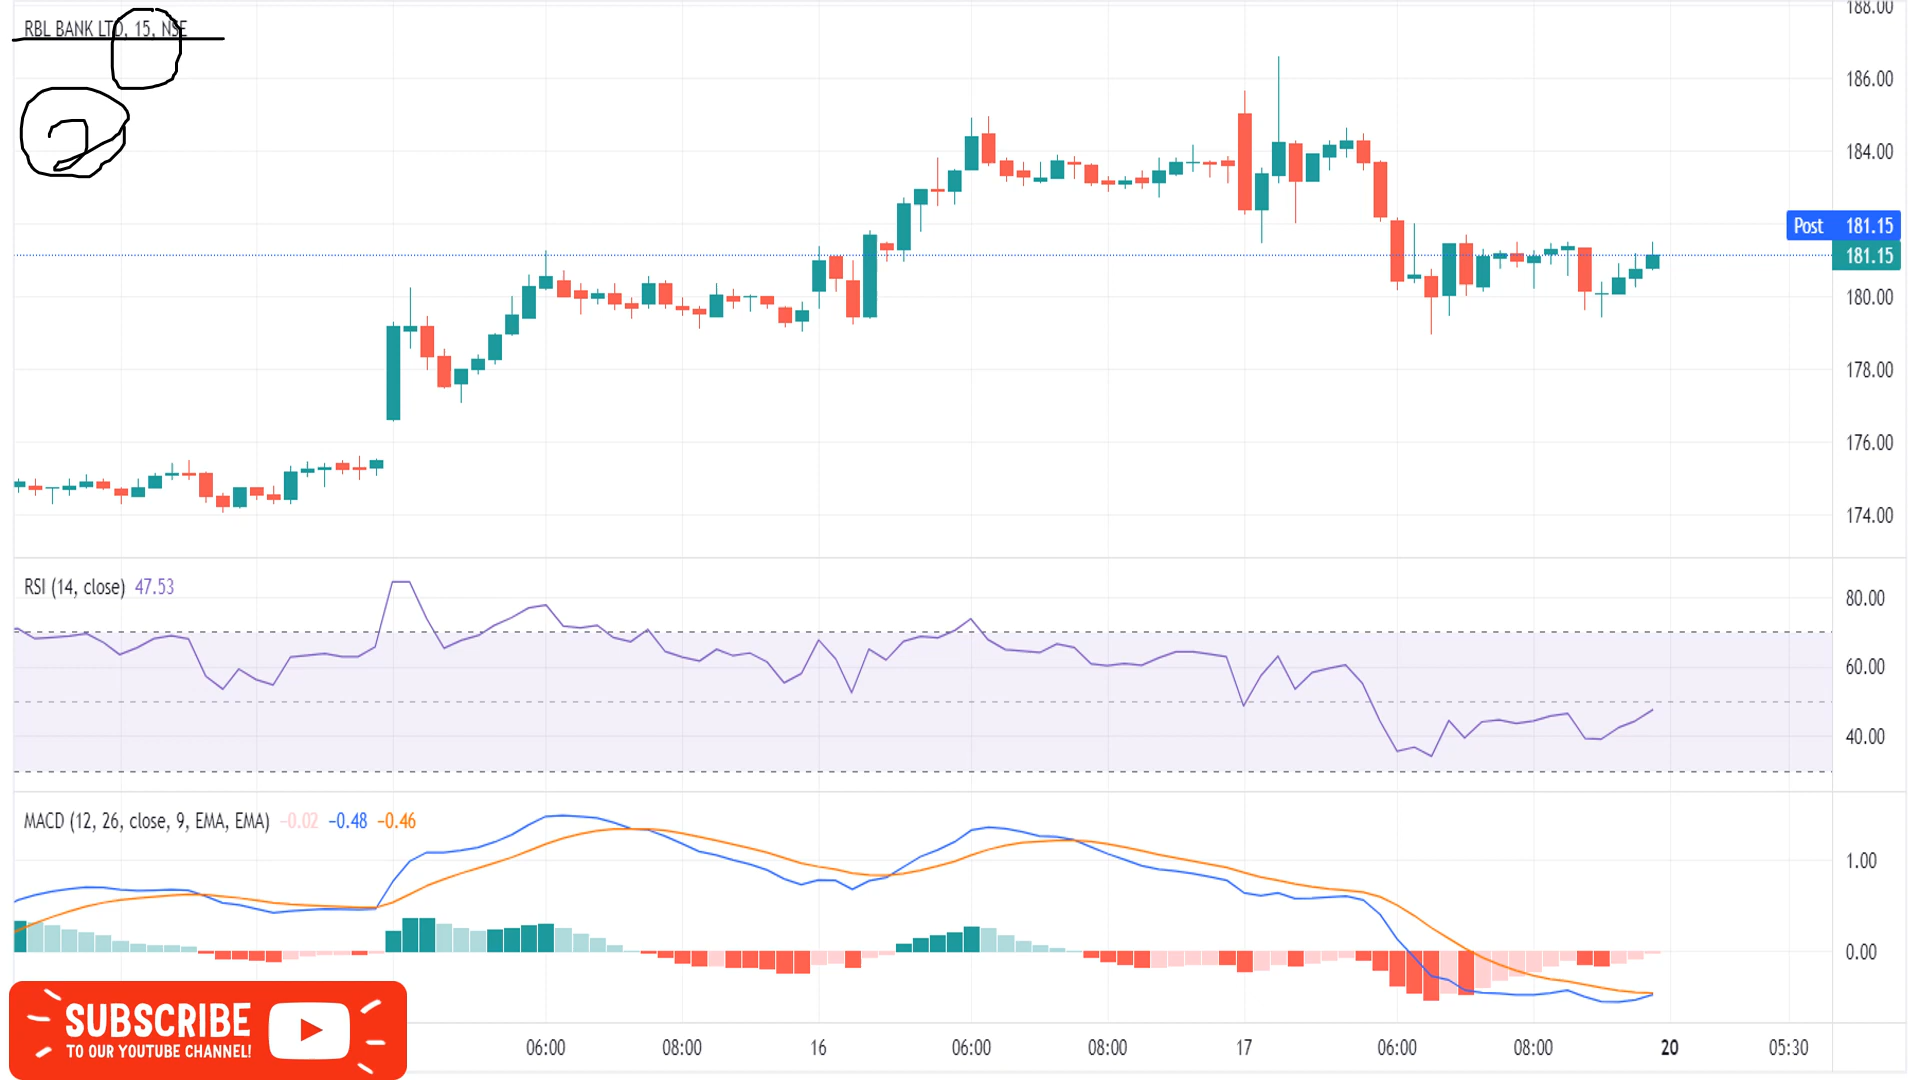 RBL BANK LTD, 15, NSE
188.00
2
186.00
184.00
Post 181.15
181.15
180.00
178.00
176.00
174.00
RSI (14, close) 47.53
80.00
60.00
40.00
MACD (12, 26, close, 9, EMA, EMA) −0.02 −0.48 −0.46
1.00
0.00
SUBSCRIBE
TO OUR YOUTUBE CHANNEL!
06:00 08:00 16 06:00 08:00 17 06:00 08:00 20 05:30